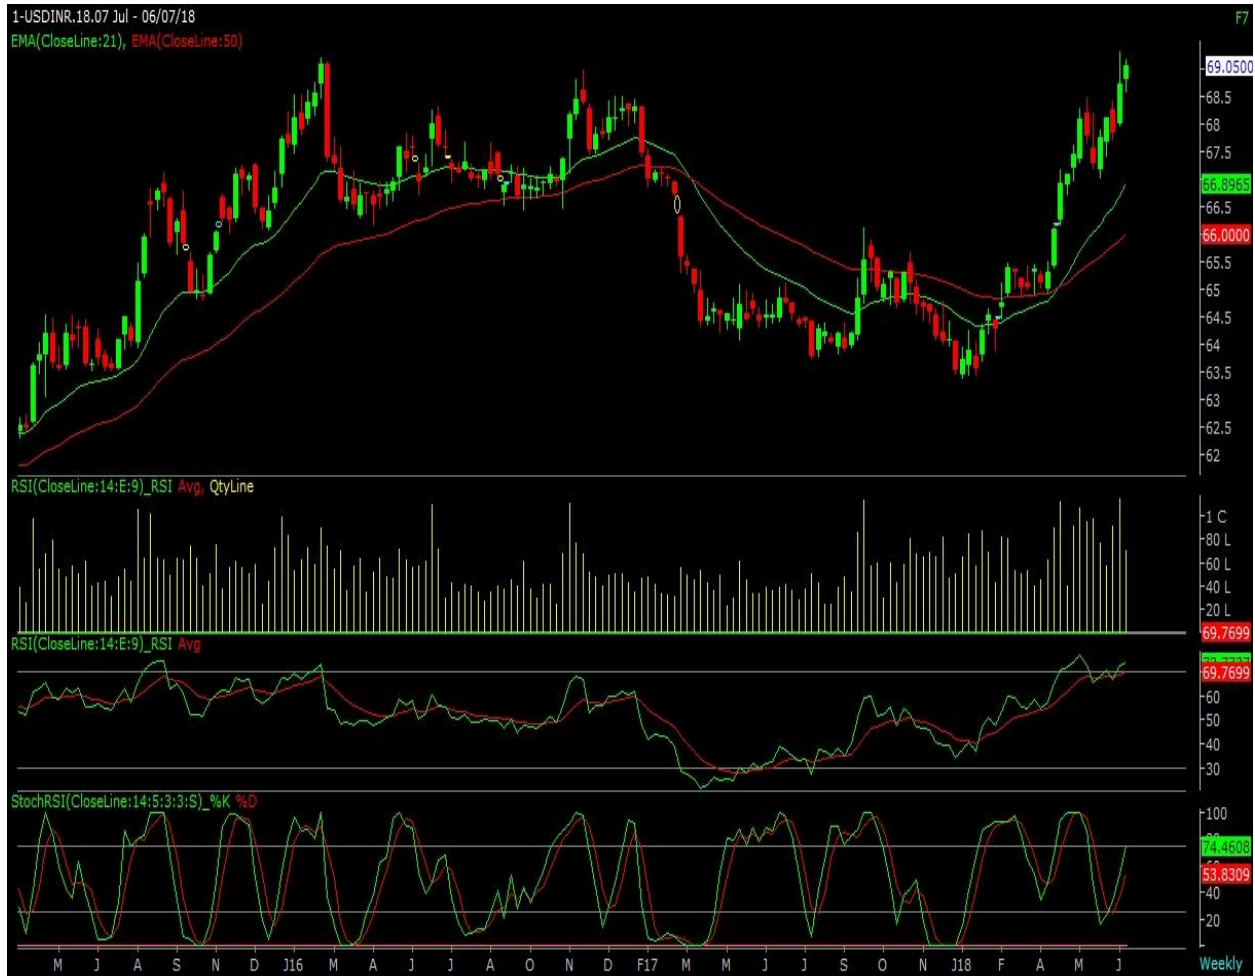 1-USDINR.18.07 Jul - 06/07/18
F7
EMA(CloseLine:21), EMA(CloseLine:50)
69.0500
68.5
68
67.5
66.8965
66.5
66.0000
65.5
65
64.5
64
63.5
63
62.5
62
RSI(CloseLine:14:E:9)_RSI Avg, QtyLine
1 C
80 L
60 L
40 L
20 L
69.7699
RSI(CloseLine:14:E:9)_RSI Avg
69.7699
60
50
40
30
StochRSI(CloseLine:14:5:3:3:S)_%K %D
100
74.4608
53.8309
40
20
M J J A S N D J16 M A J J A O N D F17 M M J J S O N J18 F A M J
Weekly